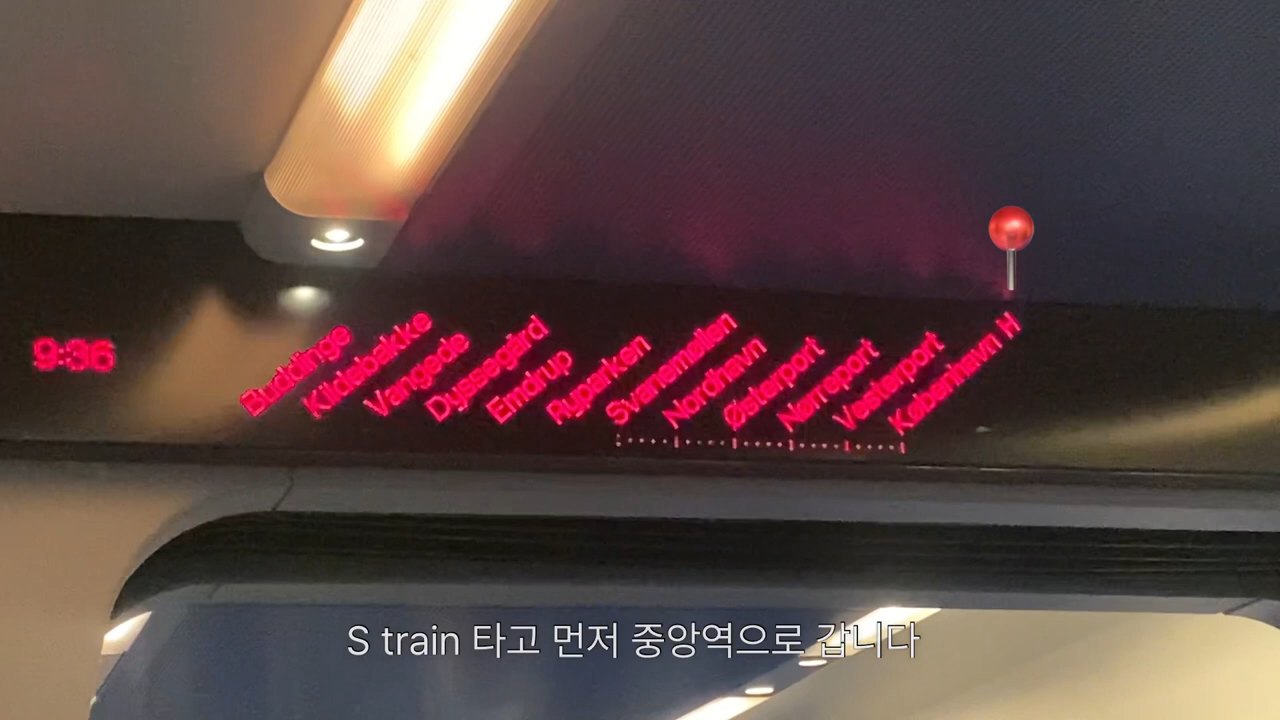 9:36
Buddinge
Kildebakke
Vangede
Dyssegård
Emdrup
Ryparken
Svanemøllen
Nordhavn
Østerport
Nørreport
Vesterport
København H
S train 타고 먼저 중앙역으로 갑니다